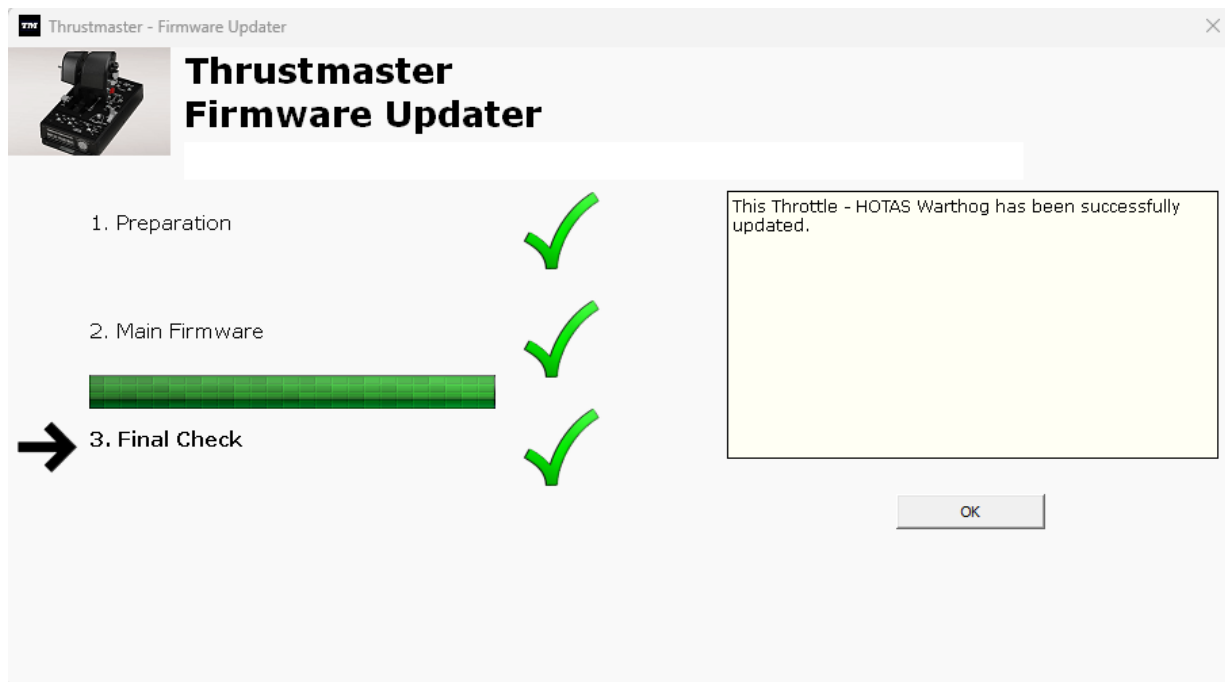 TM Thrustmaster - Firmware Updater
Thrustmaster
Firmware Updater
1. Preparation
This Throttle - HOTAS Warthog has been successfully
updated.
2. Main Firmware
3. Final Check
OK